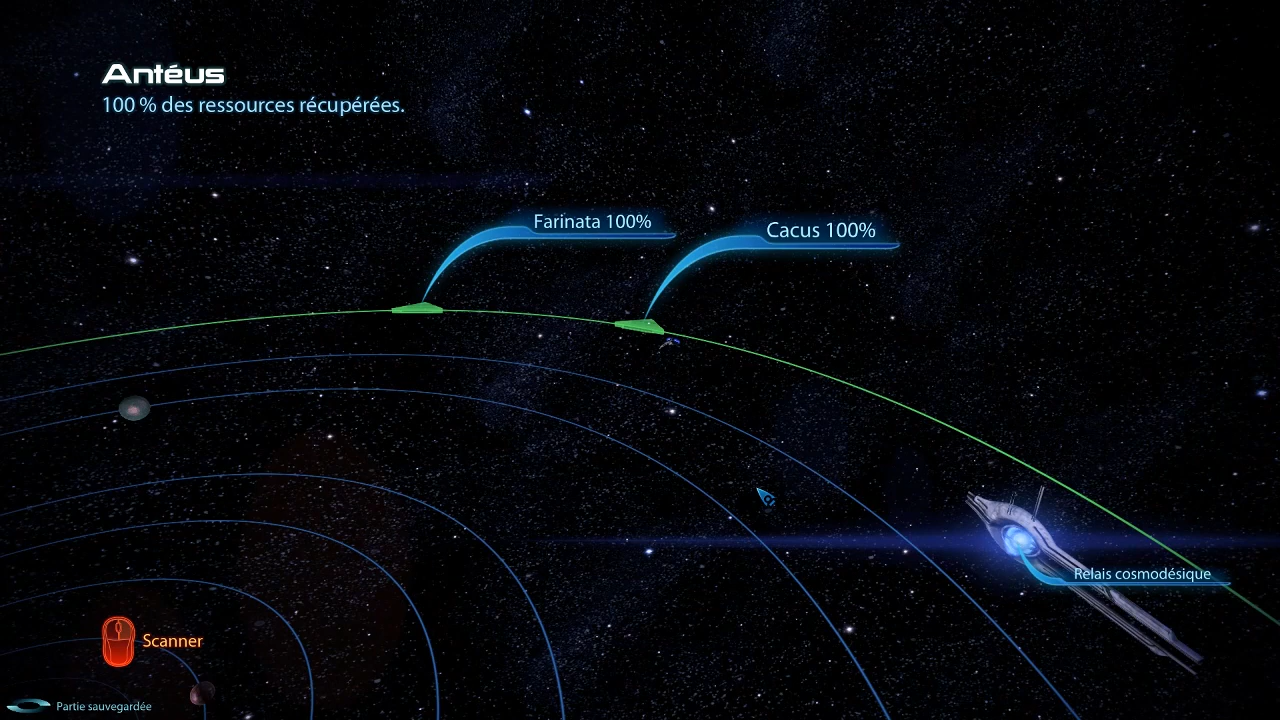 Antéus
100 % des ressources récupérées.
Farinata 100%
Cacus 100%
Relais cosmodésique
Scanner
Partie sauvegardée